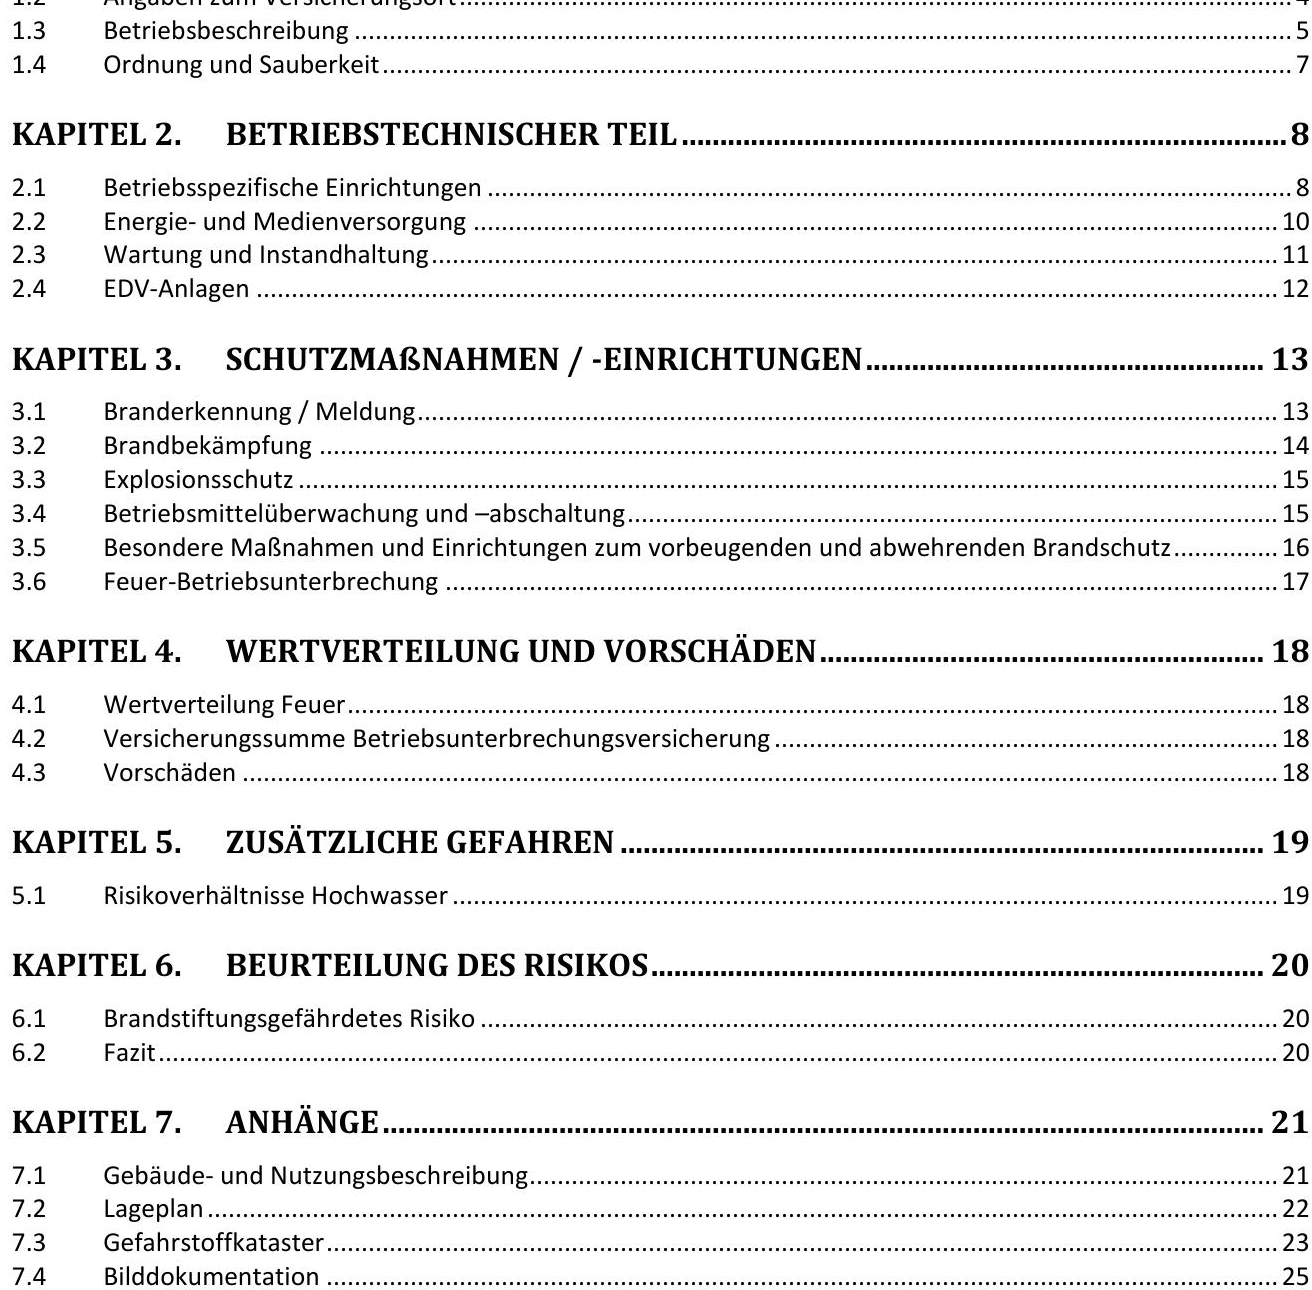 1.2 Angaben zum Versicherungsort 4
1.3 Betriebsbeschreibung 5
1.4 Ordnung und Sauberkeit 7
KAPITEL 2. BETRIEBSTECHNISCHER TEIL 8
2.1 Betriebsspezifische Einrichtungen 8
2.2 Energie- und Medienversorgung 10
2.3 Wartung und Instandhaltung 11
2.4 EDV-Anlagen 12
KAPITEL 3. SCHUTZMAßNAHMEN / -EINRICHTUNGEN 13
3.1 Branderkennung / Meldung 13
3.2 Brandbekämpfung 14
3.3 Explosionsschutz 15
3.4 Betriebsmittelüberwachung und –abschaltung 15
3.5 Besondere Maßnahmen und Einrichtungen zum vorbeugenden und abwehrenden Brandschutz 16
3.6 Feuer-Betriebsunterbrechung 17
KAPITEL 4. WERTVERTEILUNG UND VORSCHÄDEN 18
4.1 Wertverteilung Feuer 18
4.2 Versicherungssumme Betriebsunterbrechungsversicherung 18
4.3 Vorschäden 18
KAPITEL 5. ZUSÄTZLICHE GEFAHREN 19
5.1 Risikoverhältnisse Hochwasser 19
KAPITEL 6. BEURTEILUNG DES RISIKOS 20
6.1 Brandstiftungsgefährdetes Risiko 20
6.2 Fazit 20
KAPITEL 7. ANHÄNGE 21
7.1 Gebäude- und Nutzungsbeschreibung 21
7.2 Lageplan 22
7.3 Gefahrstoffkataster 23
7.4 Bilddokumentation 25